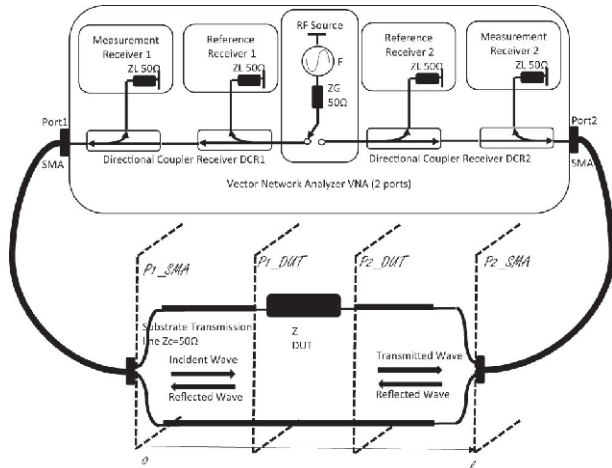 RF Source
Measurement
Receiver 1
ZL 50Ω
Reference
Receiver 1
ZL 50Ω
F
ZG
50Ω
Reference
Receiver 2
ZL 50Ω
Measurement
Receiver 2
ZL 50Ω
Port1
SMA
Port2
SMA
Directional Coupler Receiver DCR1
Directional Coupler Receiver DCR2
Vector Network Analyzer VNA (2 ports)
P1_SMA
P1_DUT
P2_DUT
P2_SMA
Substrate Transmission
line Zc=50Ω
Z
DUT
Incident Wave
Reflected Wave
Transmitted Wave
Reflected Wave
0